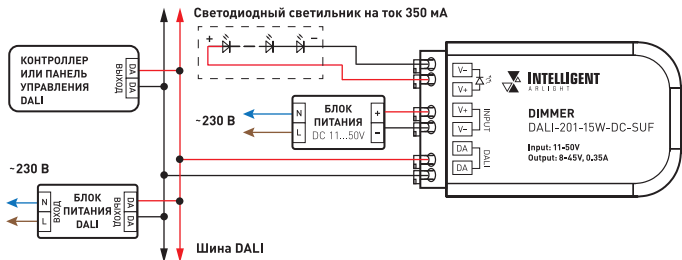 Светодиодный светильник на ток 350 мА
+ −
КОНТРОЛЛЕР
ИЛИ ПАНЕЛЬ
УПРАВЛЕНИЯ
DALI
ВЫХОД
DA
DA
~230 В
N
L
БЛОК
ПИТАНИЯ
DC 11...50V
+
−
V−
V+
V+
V−
INPUT
DA
DA
DALI
INTELLIGENT
ARLIGHT
DIMMER
DALI-201-15W-DC-SUF
Input: 11-50V
Output: 8-45V, 0.35A
~230 В
N
L
ВХОД
БЛОК
ПИТАНИЯ
DALI
ВЫХОД
DA
DA
Шина DALI